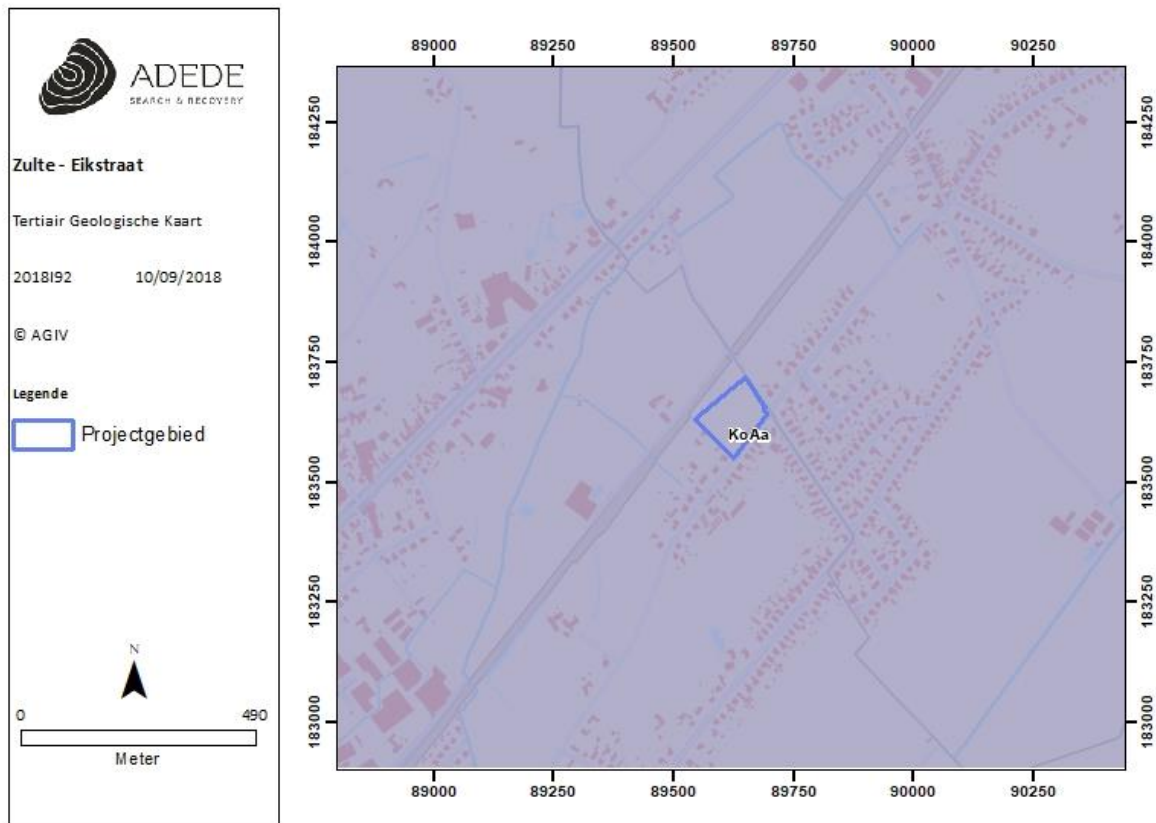 ADEDE
SEARCH & RECOVERY
Zulte - Eikstraat
Tertiair Geologische Kaart
2018I92 10/09/2018
© AGIV
Legende
Projectgebied
N
0 490
Meter
89000 89250 89500 89750 90000 90250
184250 184250
184000 184000
183750 183750
KoAa
183500 183500
183250 183250
183000 183000
89000 89250 89500 89750 90000 90250